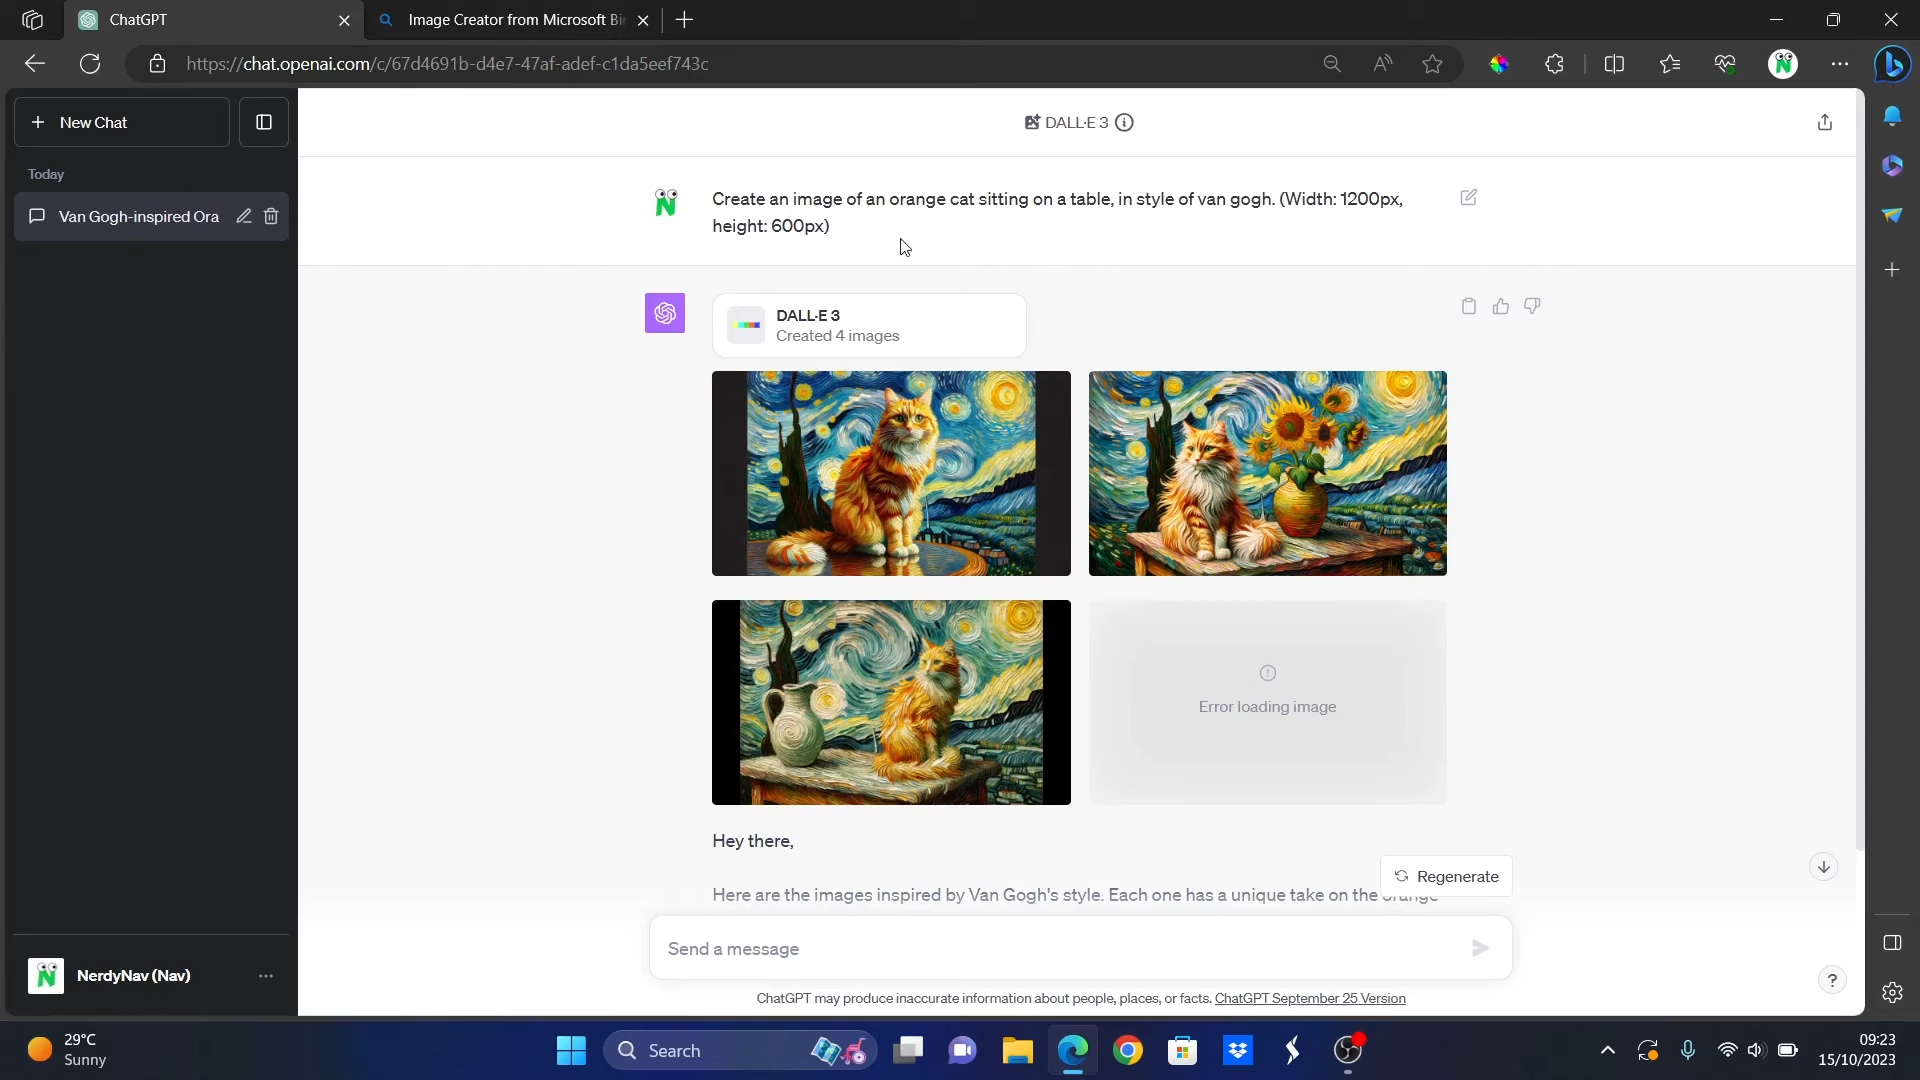 ChatGPT
Image Creator from Microsoft Bi
https://chat.openai.com/c/67d4691b-d4e7-47af-adef-c1da5eef743c
New Chat
DALL·E 3
Today
Van Gogh-inspired Ora
Create an image of an orange cat sitting on a table, in style of van gogh. (Width: 1200px,
height: 600px)
DALL·E 3
Created 4 images
Error loading image
Hey there,
Regenerate
Here are the images inspired by Van Gogh's style. Each one has a unique take on the orange
Send a message
NerdyNav (Nav)
ChatGPT may produce inaccurate information about people, places, or facts. ChatGPT September 25 Version
29°C
Sunny
Search
09:23
15/10/2023